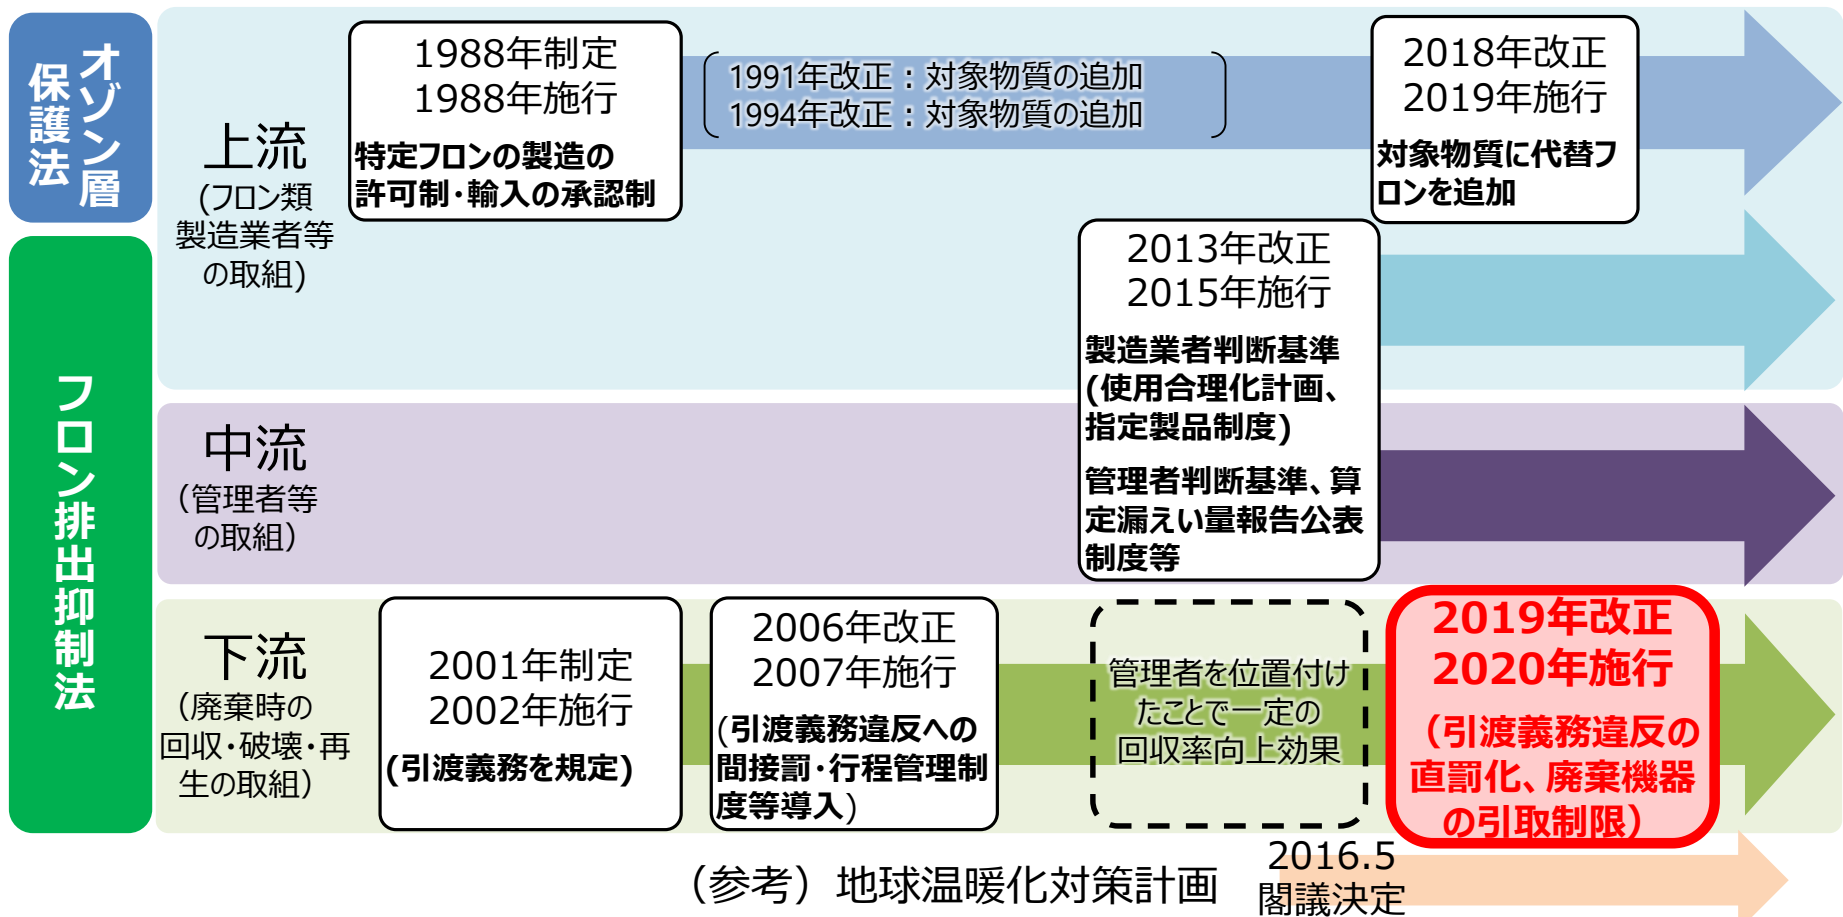 オゾン層
保護法
上流
(フロン類
製造業者等
の取組)
1988年制定
1988年施行
特定フロンの製造の
許可制・輸入の承認制
1991年改正：対象物質の追加
1994年改正：対象物質の追加
2018年改正
2019年施行
対象物質に代替フ
ロンを追加
フロン排出抑制法
2013年改正
2015年施行
製造業者判断基準
(使用合理化計画、
指定製品制度)
管理者判断基準、算
定漏えい量報告公表
制度等
中流
（管理者等
の取組）
下流
（廃棄時の
回収・破壊・再
生の取組）
2001年制定
2002年施行
(引渡義務を規定)
2006年改正
2007年施行
(引渡義務違反への
間接罰・行程管理制
度等導入)
管理者を位置付け
たことで一定の
回収率向上効果
2019年改正
2020年施行
（引渡義務違反の
直罰化、廃棄機器
の引取制限）
（参考）地球温暖化対策計画
2016.5
閣議決定